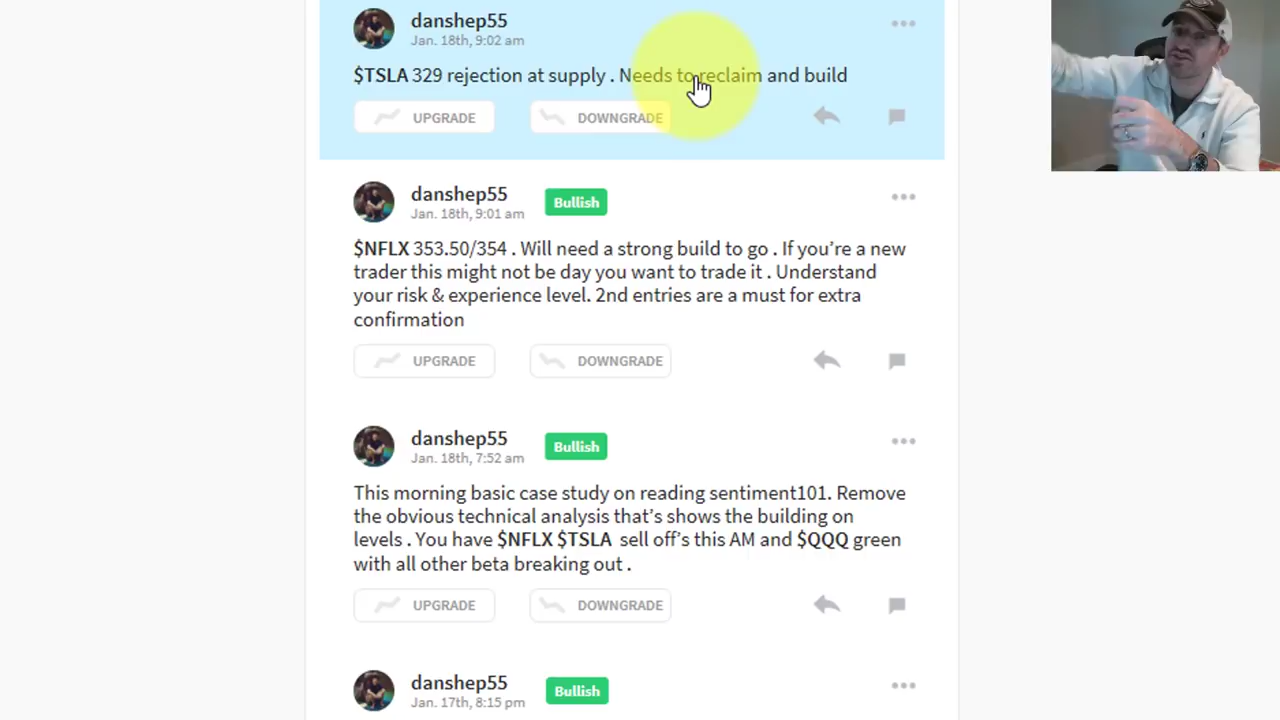 danshep55
Jan. 18th, 9:02 am
$TSLA 329 rejection at supply . Needs to reclaim and build
UPGRADE DOWNGRADE
danshep55 Bullish
Jan. 18th, 9:01 am
$NFLX 353.50/354 . Will need a strong build to go . If you’re a new
trader this might not be day you want to trade it . Understand
your risk & experience level. 2nd entries are a must for extra
confirmation
UPGRADE DOWNGRADE
danshep55 Bullish
Jan. 18th, 7:52 am
This morning basic case study on reading sentiment101. Remove
the obvious technical analysis that’s shows the building on
levels . You have $NFLX $TSLA sell off’s this AM and $QQQ green
with all other beta breaking out .
UPGRADE DOWNGRADE
danshep55 Bullish
Jan. 17th, 8:15 pm